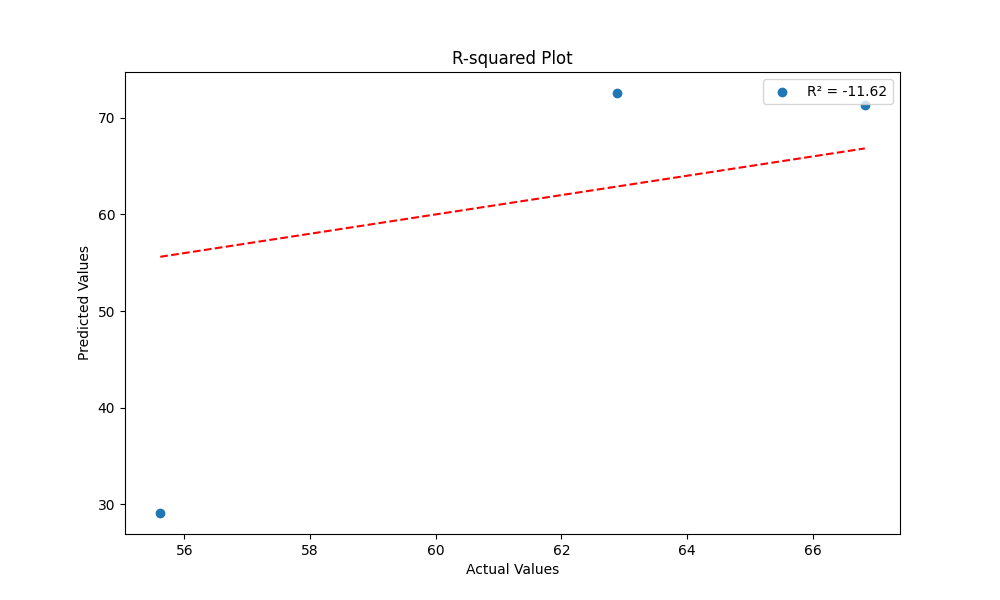 R-squared Plot
R² = -11.62
70
60
50
40
30
Predicted Values
56 58 60 62 64 66
Actual Values